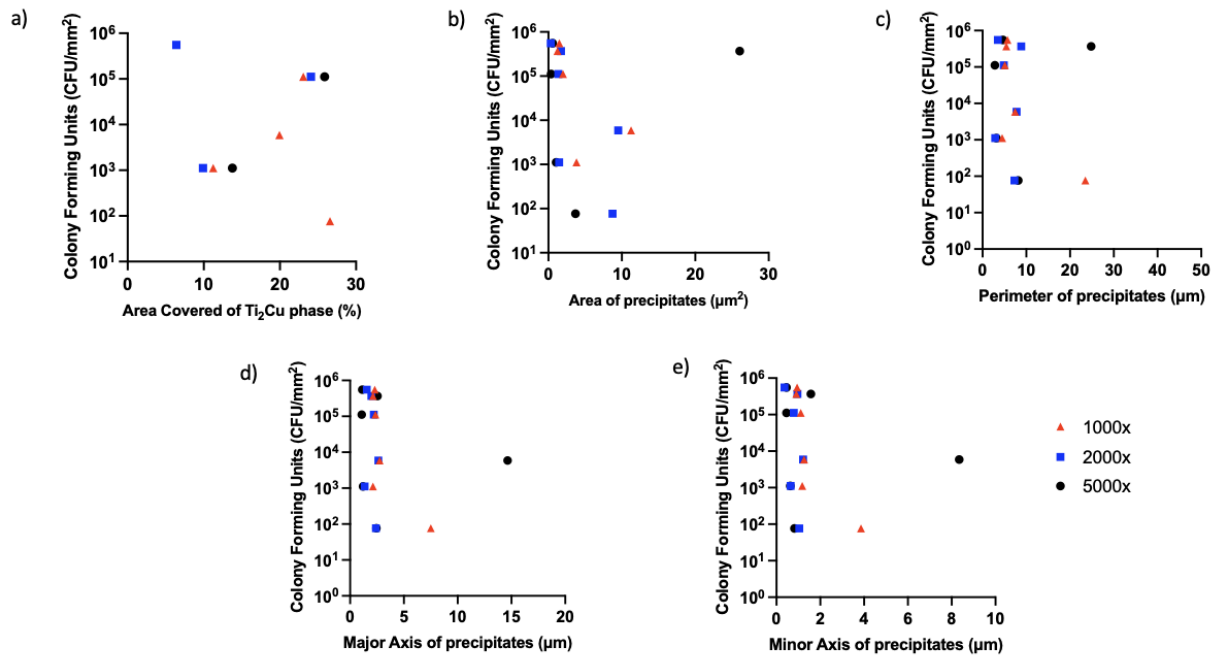 a)
Colony Forming Units (CFU/mm²)
10⁶
10⁵
10⁴
10³
10²
10¹
0 10 20 30
Area Covered of Ti₂Cu phase (%)
b)
Colony Forming Units (CFU/mm²)
10⁶
10⁵
10⁴
10³
10²
10¹
0 10 20 30
Area of precipitates (µm²)
c)
Colony Forming Units (CFU/mm²)
10⁶
10⁵
10⁴
10³
10²
10¹
10⁰
0 10 20 30 40 50
Perimeter of precipitates (µm)
d)
Colony Forming Units (CFU/mm²)
10⁶
10⁵
10⁴
10³
10²
10¹
10⁰
0 5 10 15 20
Major Axis of precipitates (µm)
e)
Colony Forming Units (CFU/mm²)
10⁶
10⁵
10⁴
10³
10²
10¹
10⁰
0 2 4 6 8 10
Minor Axis of precipitates (µm)
1000x
2000x
5000x